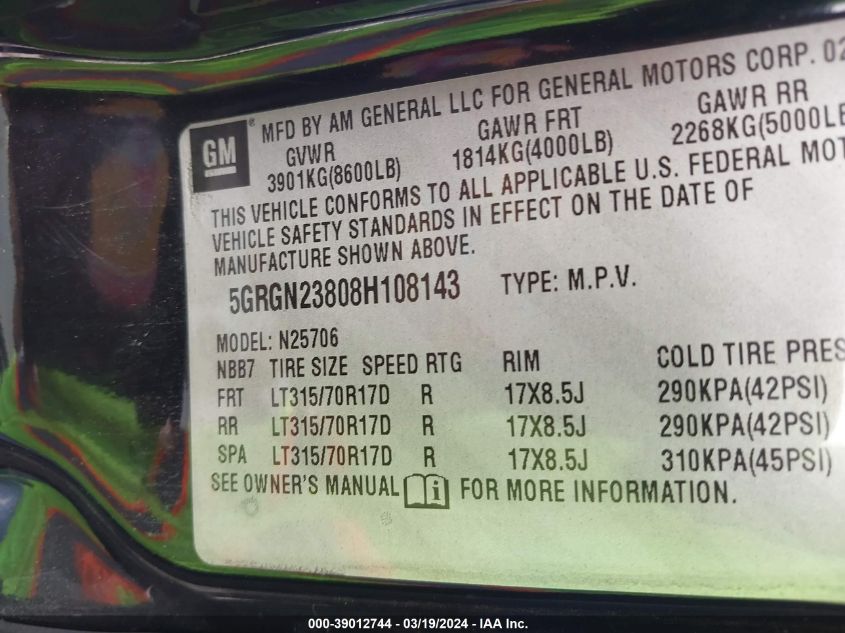 GM ® MFD BY AM GENERAL LLC FOR GENERAL MOTORS CORP. 02
GVWR GAWR FRT GAWR RR
3901KG(8600LB) 1814KG(4000LB) 2268KG(5000LB
THIS VEHICLE CONFORMS TO ALL APPLICABLE U.S. FEDERAL MOT
VEHICLE SAFETY STANDARDS IN EFFECT ON THE DATE OF
MANUFACTURE SHOWN ABOVE.
5GRGN23808H108143 TYPE: M.P.V.
MODEL: N25706
NBB7 TIRE SIZE SPEED RTG RIM COLD TIRE PRES
FRT LT315/70R17D R 17X8.5J 290KPA(42PSI)
RR LT315/70R17D R 17X8.5J 290KPA(42PSI)
SPA LT315/70R17D R 17X8.5J 310KPA(45PSI)
SEE OWNER'S MANUAL i FOR MORE INFORMATION.
000-39012744 - 03/19/2024 - IAA Inc.